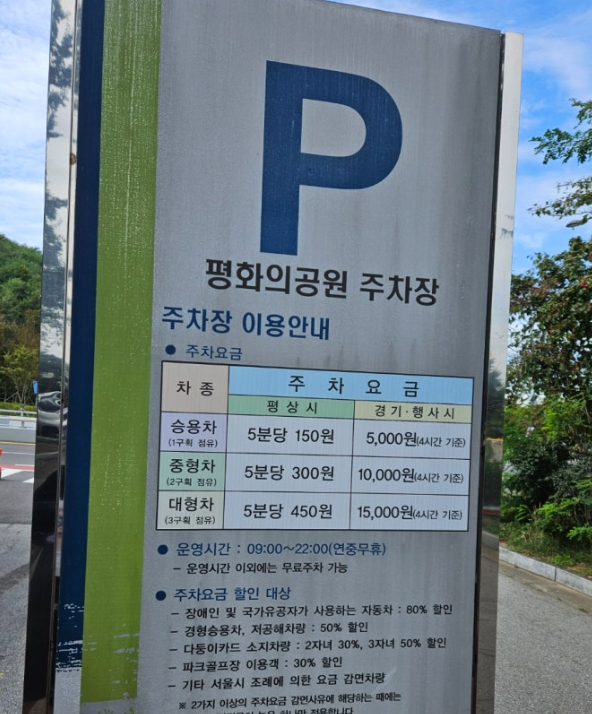 P
평화의공원 주차장
주차장 이용안내
● 주차요금
차 종 주 차 요 금
평 상 시 경 기 · 행 사 시
승용차 (1구획 점유) 5분당 150원 5,000원(4시간 기준)
중형차 (2구획 점유) 5분당 300원 10,000원(4시간 기준)
대형차 (3구획 점유) 5분당 450원 15,000원(4시간 기준)
● 운영시간 : 09:00~22:00(연중무휴)
– 운영시간 이외에는 무료주차 가능
● 주차요금 할인 대상
– 장애인 및 국가유공자가 사용하는 자동차 : 80% 할인
– 경형승용차, 저공해차량 : 50% 할인
– 다둥이카드 소지차량 : 2자녀 30%, 3자녀 50% 할인
– 파크골프장 이용객 : 30% 할인
– 기타 서울시 조례에 의한 요금 감면차량
※ 2가지 이상의 주차요금 감면사유에 해당하는 때에는